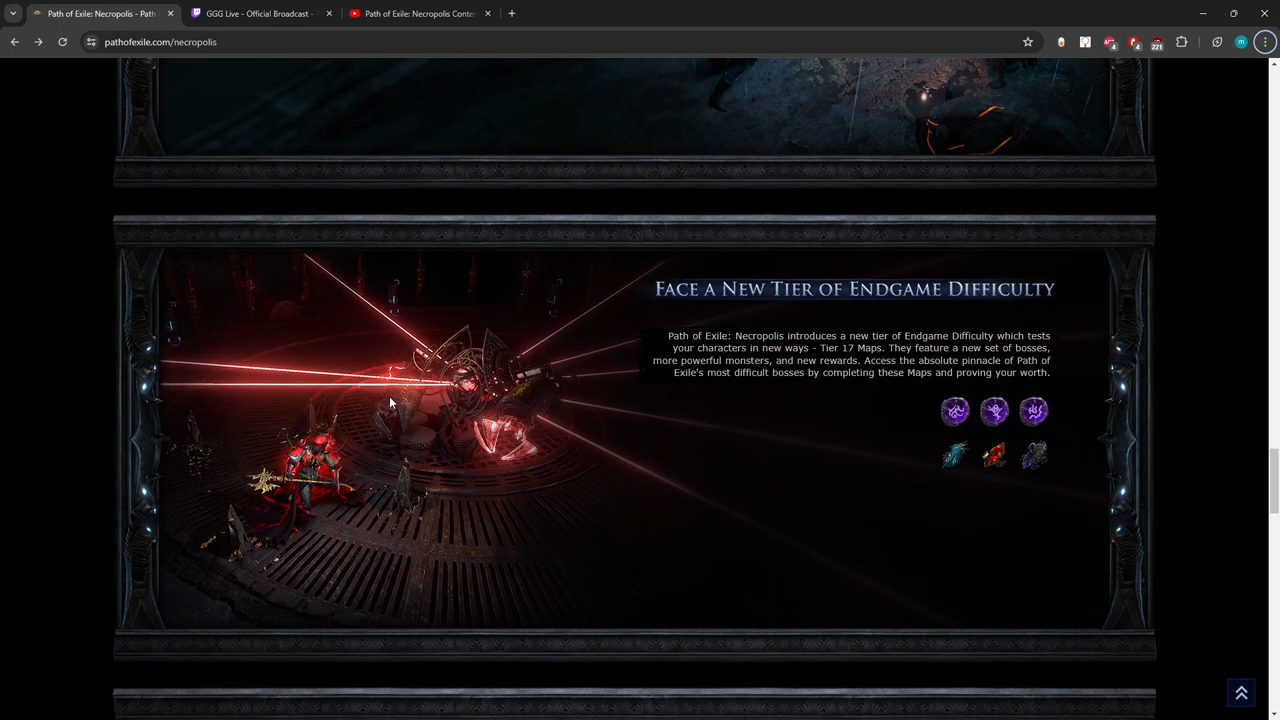 Path of Exile: Necropolis - Path
GGG Live - Official Broadcast -
Path of Exile: Necropolis Conte
pathofexile.com/necropolis
4
4
221
m
Face a New Tier of Endgame Difficulty
Path of Exile: Necropolis introduces a new tier of Endgame Difficulty which tests
your characters in new ways - Tier 17 Maps. They feature a new set of bosses,
more powerful monsters, and new rewards. Access the absolute pinnacle of Path of
Exile's most difficult bosses by completing these Maps and proving your worth.